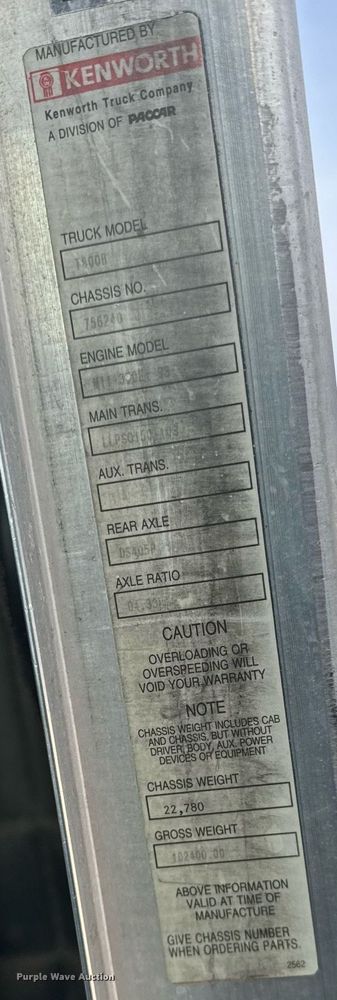 MANUFACTURED BY
KENWORTH
Kenworth Truck Company
A DIVISION OF PACCAR
TRUCK MODEL
T800B
CHASSIS NO.
756240
ENGINE MODEL
MAIN TRANS.
AUX. TRANS.
REAR AXLE
AXLE RATIO
CAUTION
OVERLOADING OR
OVERSPEEDING WILL
VOID YOUR WARRANTY
NOTE
CHASSIS WEIGHT INCLUDES CAB
AND CHASSIS, BUT WITHOUT
DRIVER, BODY, AUX. POWER
DEVICES OR EQUIPMENT
CHASSIS WEIGHT
22,780
GROSS WEIGHT
102400.00
ABOVE INFORMATION
VALID AT TIME OF
MANUFACTURE
GIVE CHASSIS NUMBER
WHEN ORDERING PARTS.
2562
Purple Wave Auction